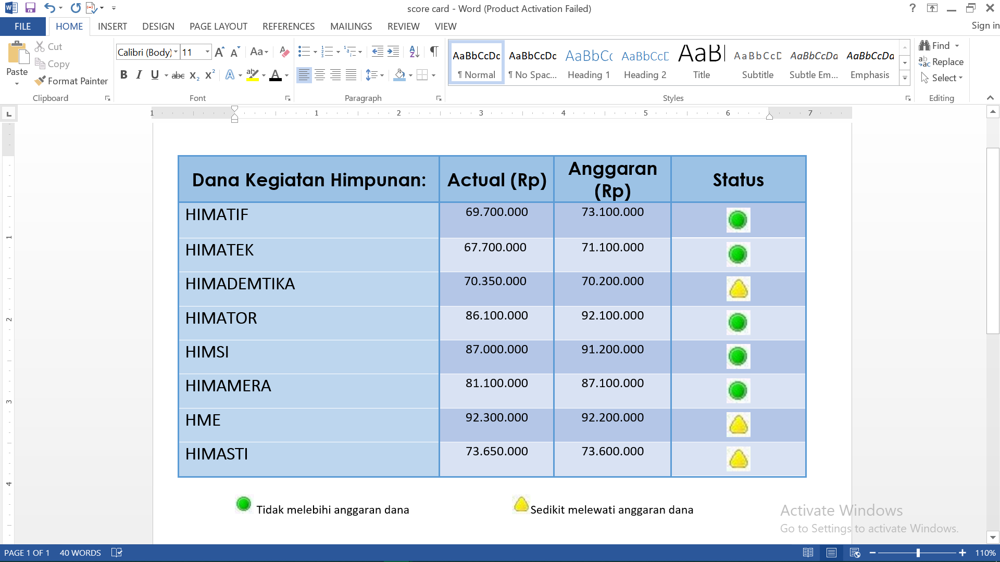 score card - Word (Product Activation Failed)
FILE HOME INSERT DESIGN PAGE LAYOUT REFERENCES MAILINGS REVIEW VIEW Sign in
Paste
Cut
Copy
Format Painter
Clipboard
Calibri (Body) 11
Font
Paragraph
AaBbCcDc AaBbCcDc AaBbCc AaBbCcD AaBl AaBbCcD AaBbCcDa AaBbCcDa
¶ Normal ¶ No Spac... Heading 1 Heading 2 Title Subtitle Subtle Em... Emphasis
Styles
Find
Replace
Select
Editing
1 1 2 3 4 5 6 7
1
2
3
4
Dana Kegiatan Himpunan: Actual (Rp) Anggaran (Rp) Status
HIMATIF 69.700.000 73.100.000
HIMATEK 67.700.000 71.100.000
HIMADEMTIKA 70.350.000 70.200.000
HIMATOR 86.100.000 92.100.000
HIMSI 87.000.000 91.200.000
HIMAMERA 81.100.000 87.100.000
HME 92.300.000 92.200.000
HIMASTI 73.650.000 73.600.000
Tidak melebihi anggaran dana Sedikit melewati anggaran dana
Activate Windows
Go to Settings to activate Windows.
PAGE 1 OF 1 40 WORDS 110%